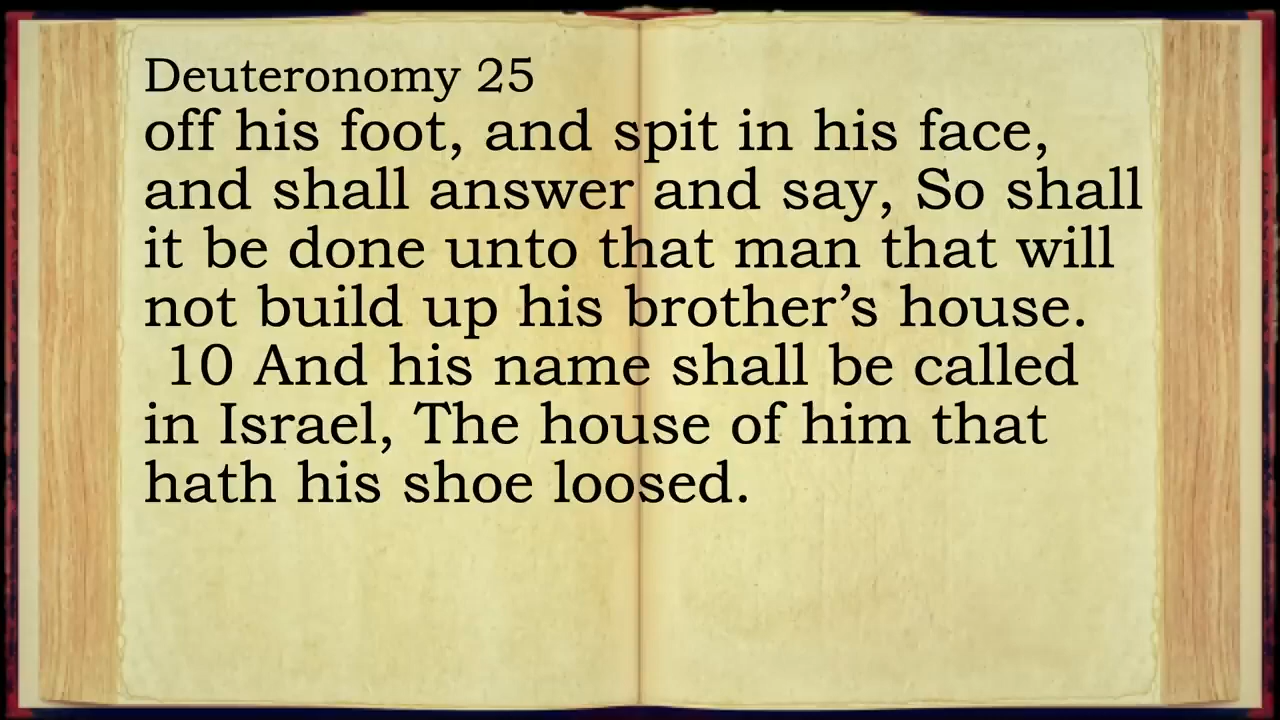 Deuteronomy 25
off his foot, and spit in his face,
and shall answer and say, So shall
it be done unto that man that will
not build up his brother’s house.
10 And his name shall be called
in Israel, The house of him that
hath his shoe loosed.